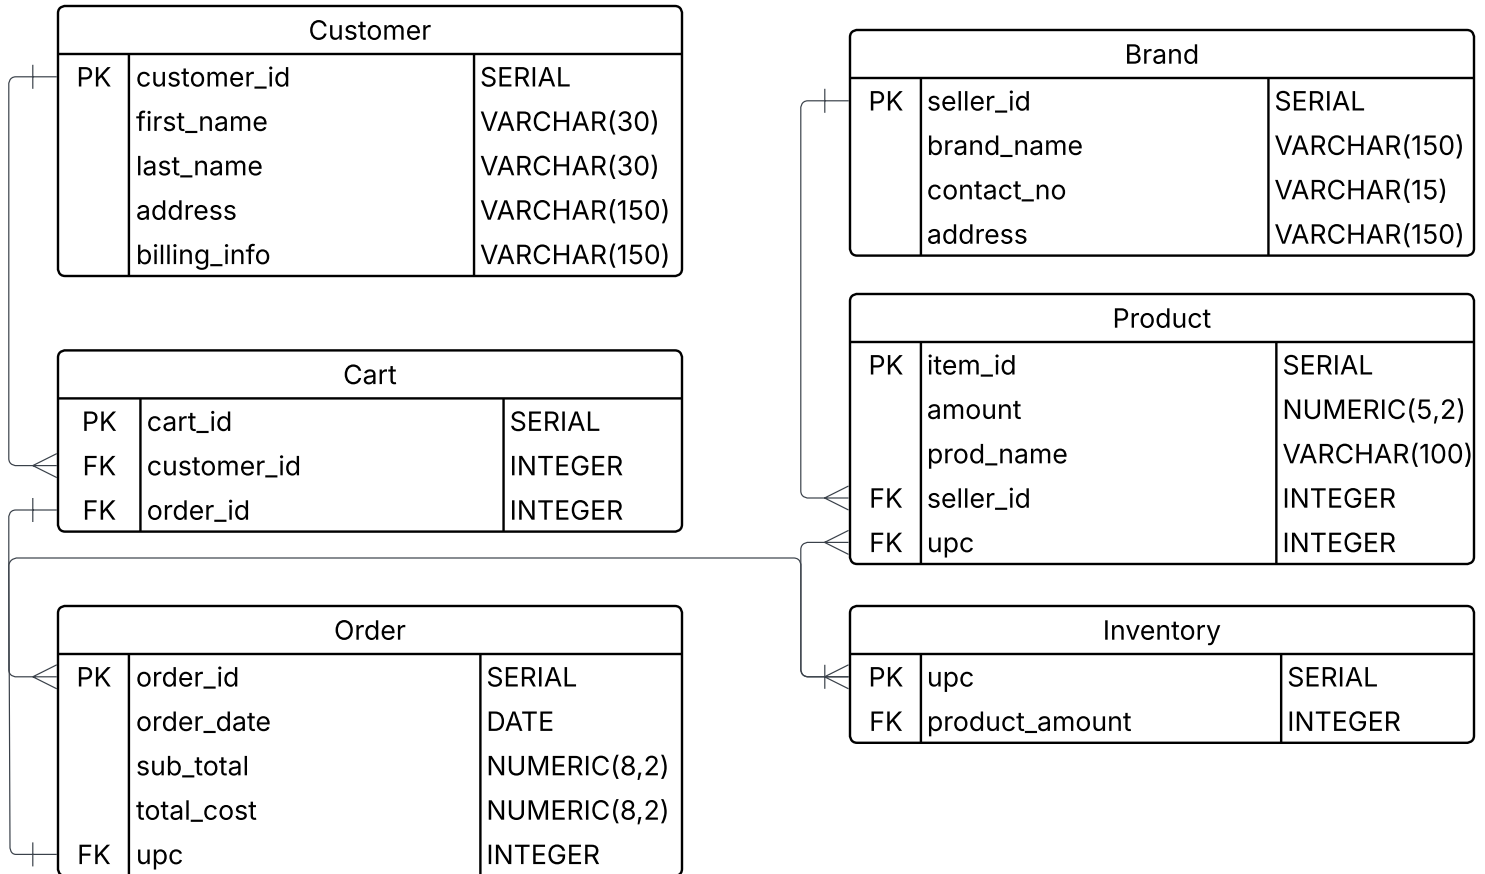 Customer
PK customer_id SERIAL
first_name VARCHAR(30)
last_name VARCHAR(30)
address VARCHAR(150)
billing_info VARCHAR(150)
Cart
PK cart_id SERIAL
FK customer_id INTEGER
FK order_id INTEGER
Order
PK order_id SERIAL
order_date DATE
sub_total NUMERIC(8,2)
total_cost NUMERIC(8,2)
FK upc INTEGER
Brand
PK seller_id SERIAL
brand_name VARCHAR(150)
contact_no VARCHAR(15)
address VARCHAR(150)
Product
PK item_id SERIAL
amount NUMERIC(5,2)
prod_name VARCHAR(100)
FK seller_id INTEGER
FK upc INTEGER
Inventory
PK upc SERIAL
FK product_amount INTEGER